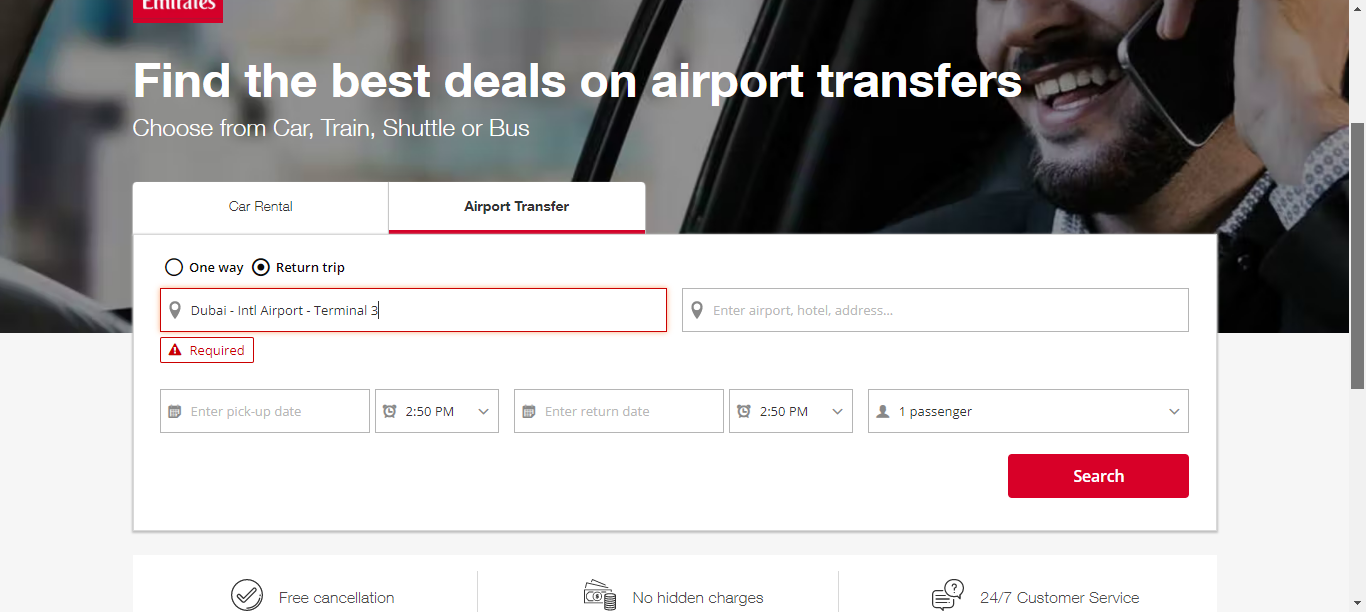 Emirates
Find the best deals on airport transfers
Choose from Car, Train, Shuttle or Bus
Car Rental
Airport Transfer
One way
Return trip
Dubai - Intl Airport - Terminal 3
Enter airport, hotel, address...
Required
Enter pick-up date
2:50 PM
Enter return date
2:50 PM
1 passenger
Search
Free cancellation
No hidden charges
24/7 Customer Service